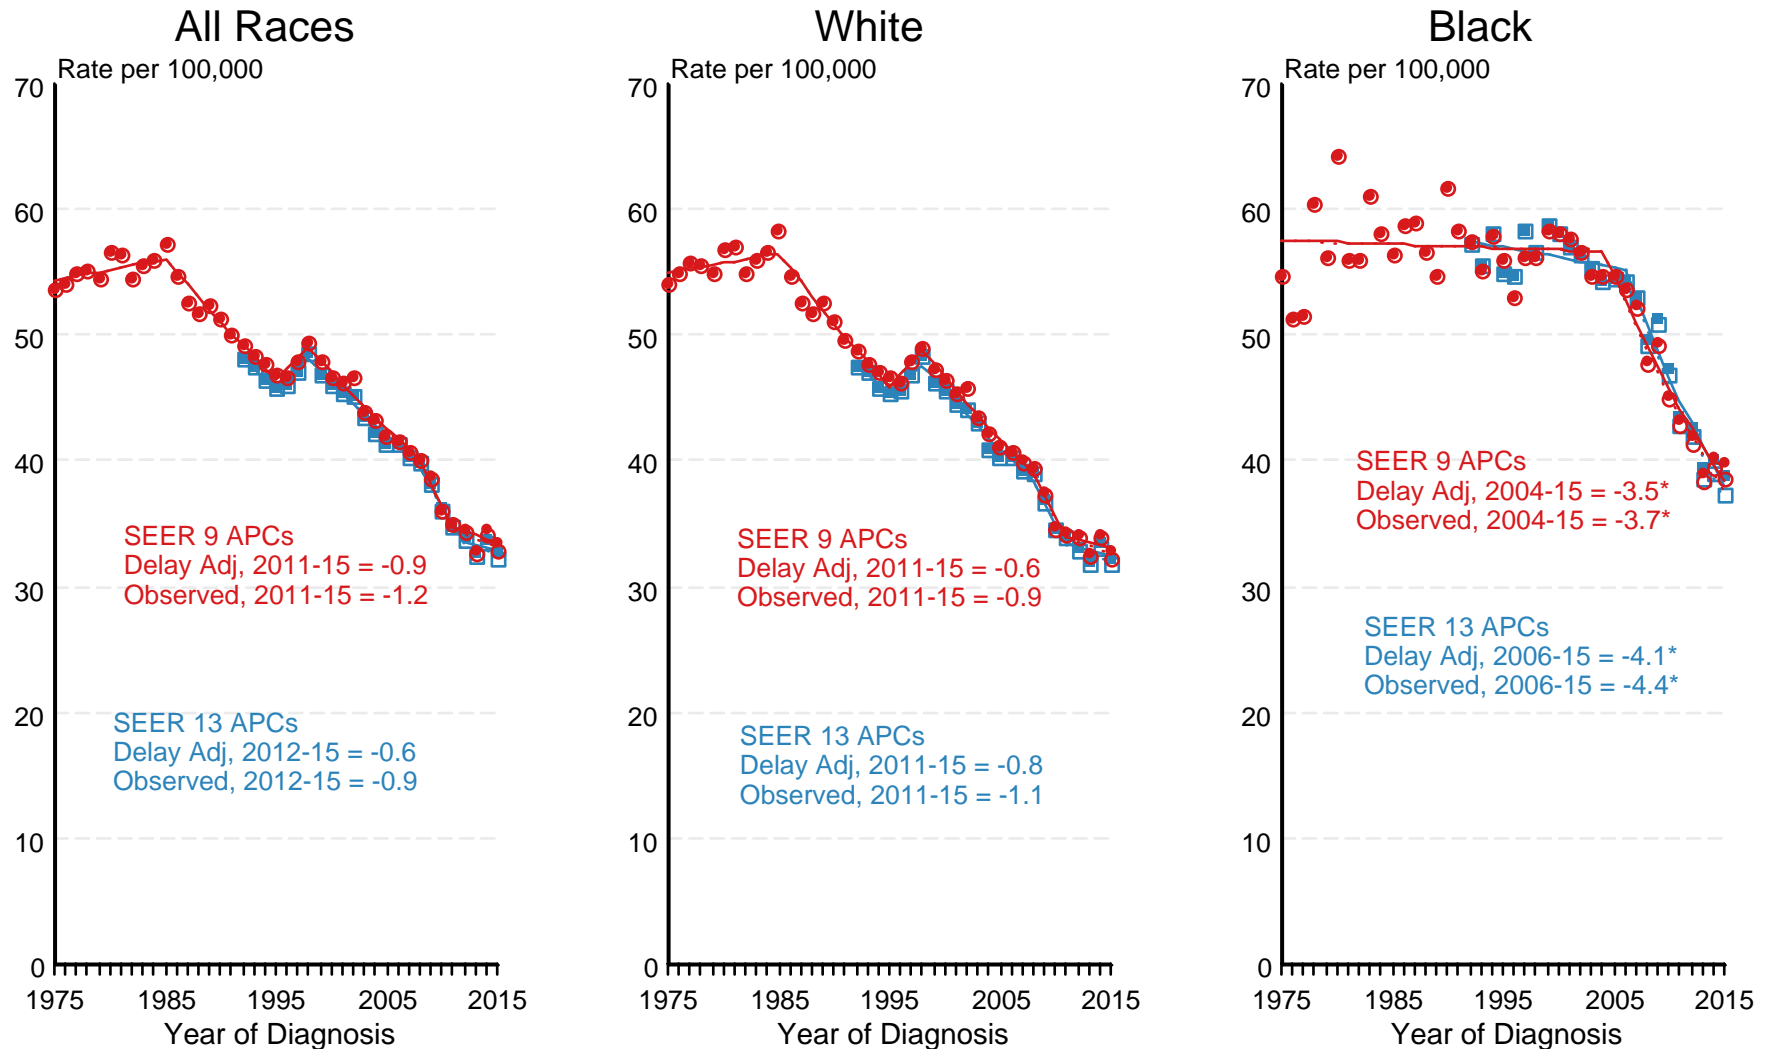 All Races
Rate per 100,000
70
60
50
40
30
20
10
0
SEER 9 APCs
Delay Adj, 2011-15 = -0.9
Observed, 2011-15 = -1.2
SEER 13 APCs
Delay Adj, 2012-15 = -0.6
Observed, 2012-15 = -0.9
1975 1985 1995 2005 2015
Year of Diagnosis
White
Rate per 100,000
70
60
50
40
30
20
10
0
SEER 9 APCs
Delay Adj, 2011-15 = -0.6
Observed, 2011-15 = -0.9
SEER 13 APCs
Delay Adj, 2011-15 = -0.8
Observed, 2011-15 = -1.1
1975 1985 1995 2005 2015
Year of Diagnosis
Black
Rate per 100,000
70
60
50
40
30
20
10
0
SEER 9 APCs
Delay Adj, 2004-15 = -3.5*
Observed, 2004-15 = -3.7*
SEER 13 APCs
Delay Adj, 2006-15 = -4.1*
Observed, 2006-15 = -4.4*
1975 1985 1995 2005 2015
Year of Diagnosis